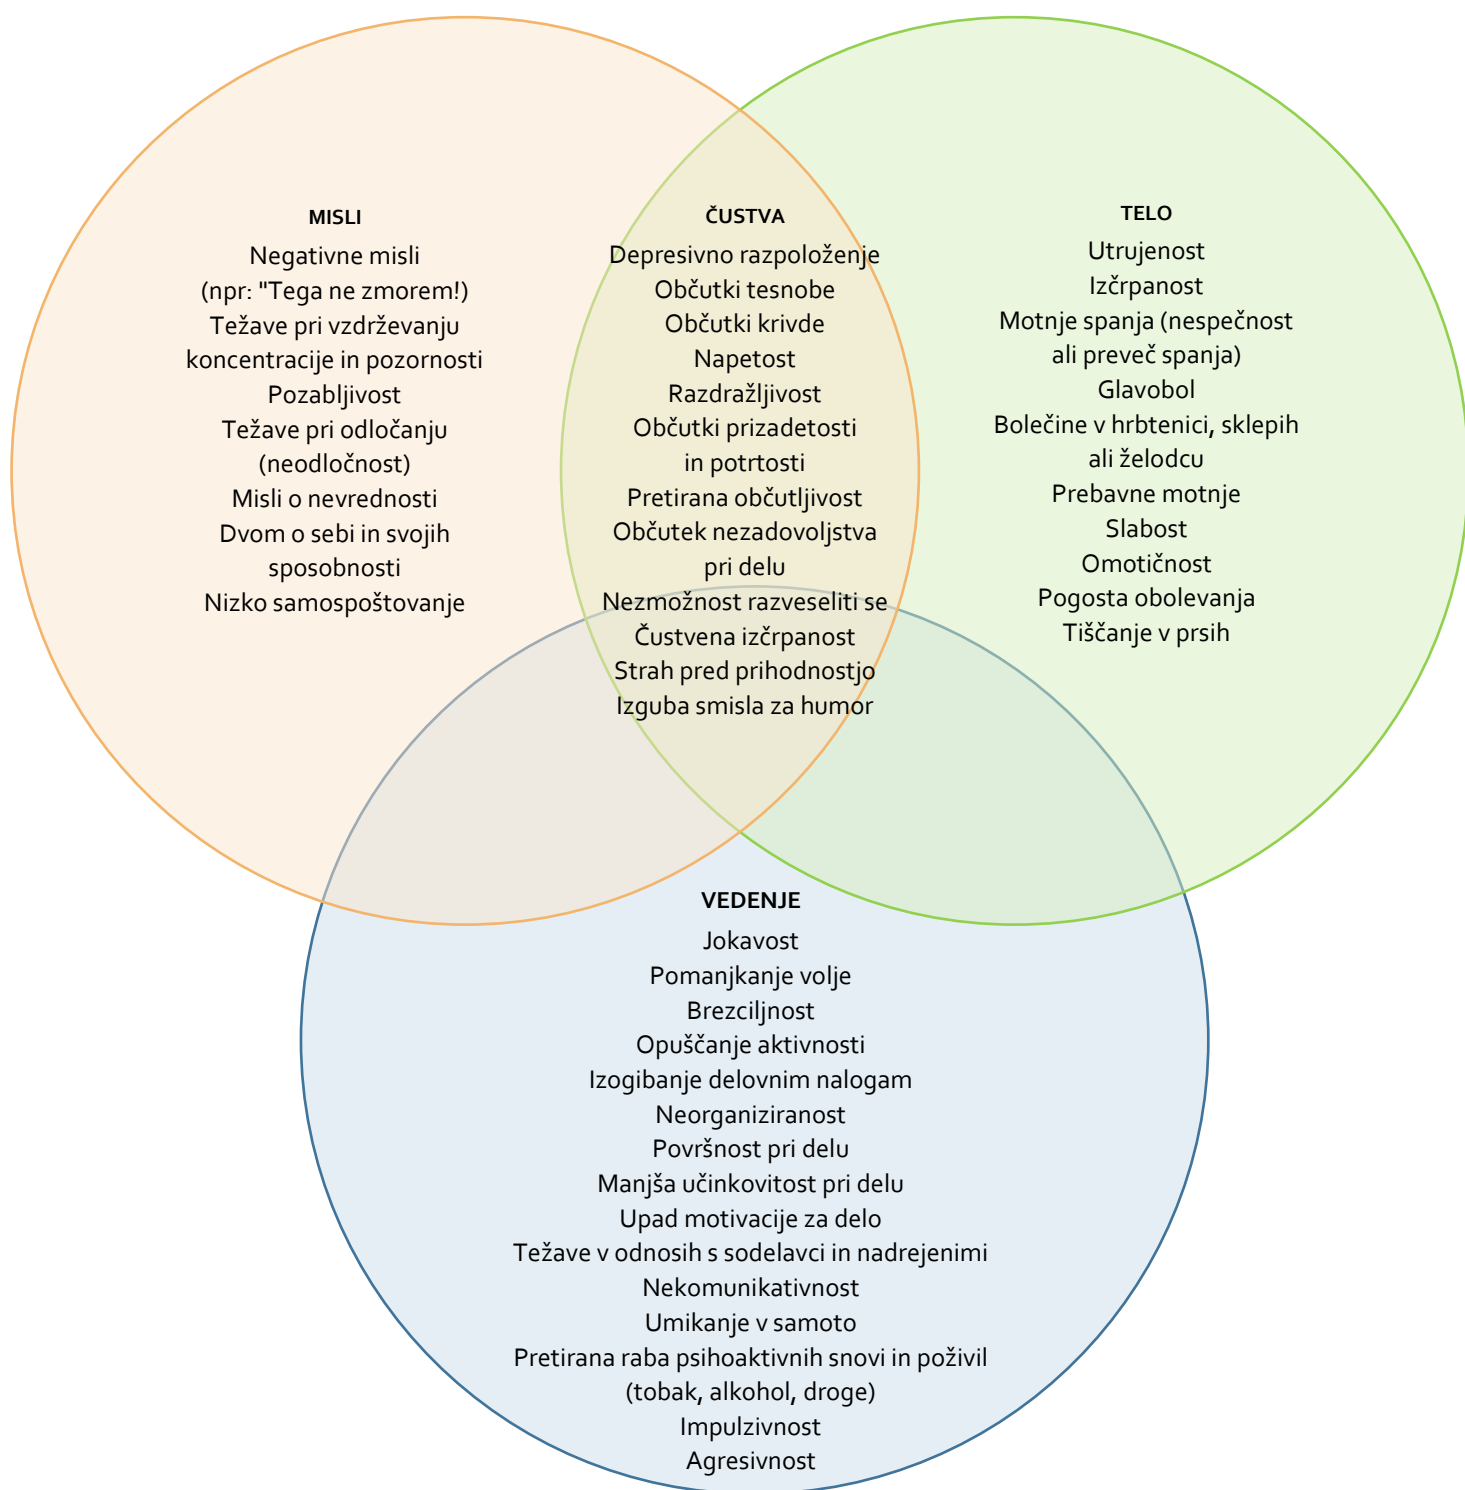 MISLI
Negativne misli
(npr: "Tega ne zmorem!)
Težave pri vzdrževanju
koncentracije in pozornosti
Pozabljivost
Težave pri odločanju
(neodločnost)
Misli o nevrednosti
Dvom o sebi in svojih
sposobnosti
Nizko samospoštovanje
ČUSTVA
Depresivno razpoloženje
Občutki tesnobe
Občutki krivde
Napetost
Razdražljivost
Občutki prizadetosti
in potrtosti
Pretirana občutljivost
Občutek nezadovoljstva
pri delu
Nezmožnost razveseliti se
Čustvena izčrpanost
Strah pred prihodnostjo
Izguba smisla za humor
TELO
Utrujenost
Izčrpanost
Motnje spanja (nespečnost
ali preveč spanja)
Glavobol
Bolečine v hrbtenici, sklepih
ali želodcu
Prebavne motnje
Slabost
Omotičnost
Pogosta obolevanja
Tiščanje v prsih
VEDENJE
Jokavost
Pomanjkanje volje
Brezciljnost
Opuščanje aktivnosti
Izogibanje delovnim nalogam
Neorganiziranost
Površnost pri delu
Manjša učinkovitost pri delu
Upad motivacije za delo
Težave v odnosih s sodelavci in nadrejenimi
Nekomunikativnost
Umikanje v samoto
Pretirana raba psihoaktivnih snovi in poživil
(tobak, alkohol, droge)
Impulzivnost
Agresivnost